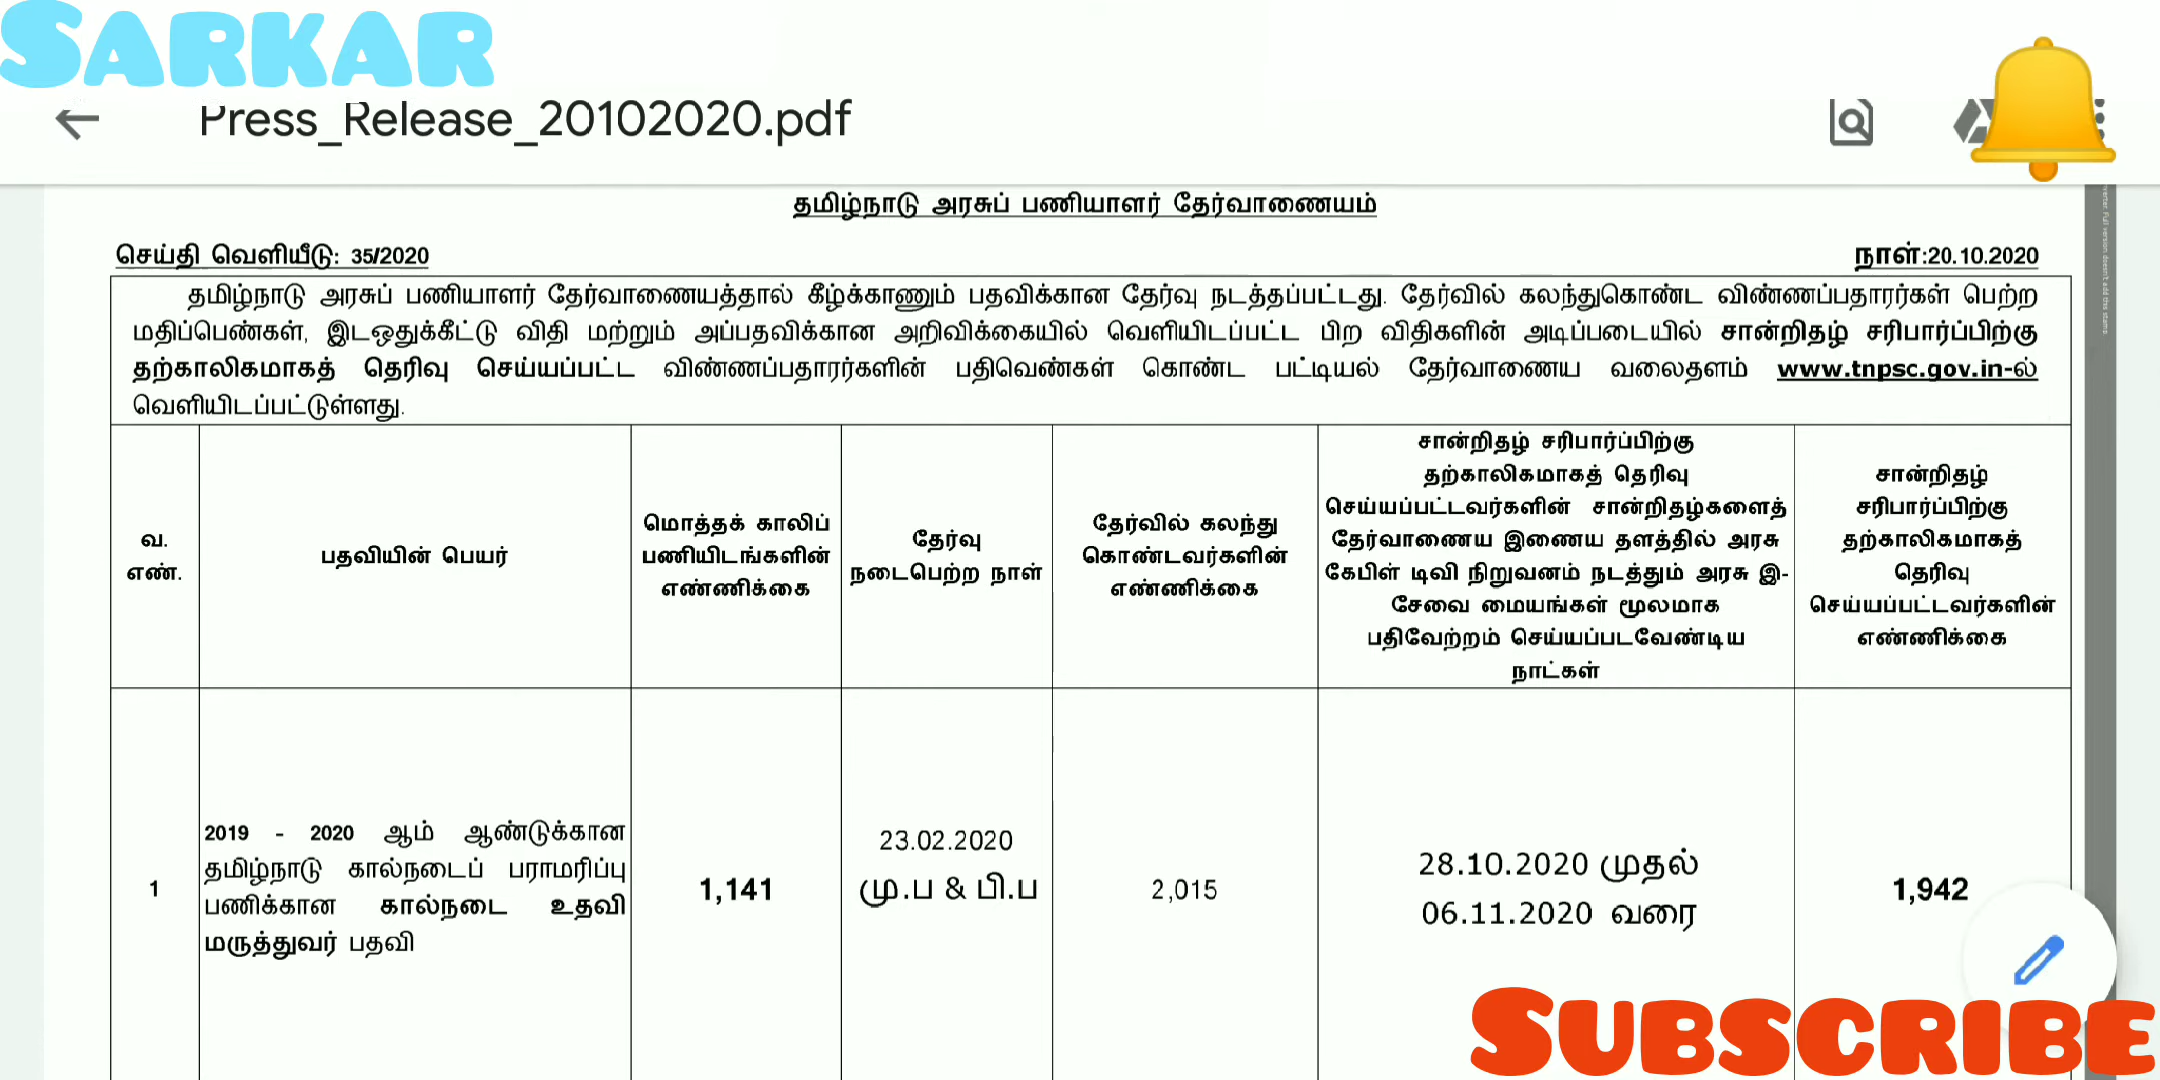 SARKAR
Press_Release_20102020.pdf
தமிழ்நாடு அரசுப் பணியாளர் தேர்வாணையம்
செய்தி வெளியீடு: 35/2020
நாள்:20.10.2020
தமிழ்நாடு அரசுப் பணியாளர் தேர்வாணையத்தால் கீழ்க்காணும் பதவிக்கான தேர்வு நடத்தப்பட்டது. தேர்வில் கலந்துகொண்ட விண்ணப்பதாரர்கள் பெற்ற
மதிப்பெண்கள், இடஒதுக்கீட்டு விதி மற்றும் அப்பதவிக்கான அறிவிக்கையில் வெளியிடப்பட்ட பிற விதிகளின் அடிப்படையில் சான்றிதழ் சரிபார்ப்பிற்கு
தற்காலிகமாகத் தெரிவு செய்யப்பட்ட விண்ணப்பதாரர்களின் பதிவெண்கள் கொண்ட பட்டியல் தேர்வாணைய வலைதளம் www.tnpsc.gov.in-ல்
வெளியிடப்பட்டுள்ளது.
வ.
எண்.
பதவியின் பெயர்
மொத்தக் காலிப்
பணியிடங்களின்
எண்ணிக்கை
தேர்வு
நடைபெற்ற நாள்
தேர்வில் கலந்து
கொண்டவர்களின்
எண்ணிக்கை
சான்றிதழ் சரிபார்ப்பிற்கு
தற்காலிகமாகத் தெரிவு
செய்யப்பட்டவர்களின் சான்றிதழ்களைத்
தேர்வாணைய இணைய தளத்தில் அரசு
கேபிள் டிவி நிறுவனம் நடத்தும் அரசு இ-
சேவை மையங்கள் மூலமாக
பதிவேற்றம் செய்யப்படவேண்டிய
நாட்கள்
சான்றிதழ்
சரிபார்ப்பிற்கு
தற்காலிகமாகத்
தெரிவு
செய்யப்பட்டவர்களின்
எண்ணிக்கை
1
2019 - 2020 ஆம் ஆண்டுக்கான
தமிழ்நாடு கால்நடைப் பராமரிப்பு
பணிக்கான கால்நடை உதவி
மருத்துவர் பதவி
1,141
23.02.2020
மு.ப & பி.ப
2,015
28.10.2020 முதல்
06.11.2020 வரை
1,942
SUBSCRIBE